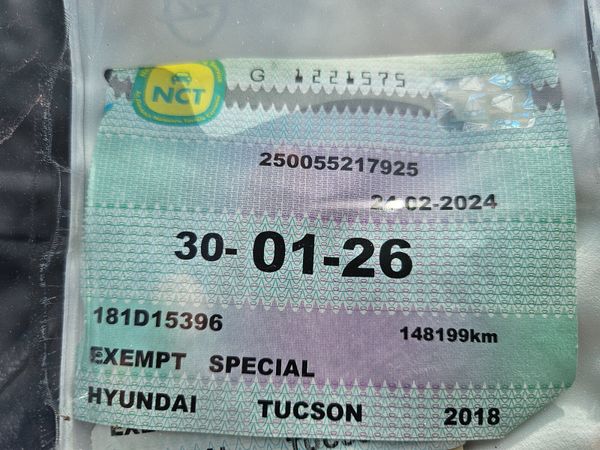 NCT
G 1221575
250055217925
24-02-2024
30-01-26
181D15396
148199km
EXEMPT SPECIAL
HYUNDAI TUCSON 2018